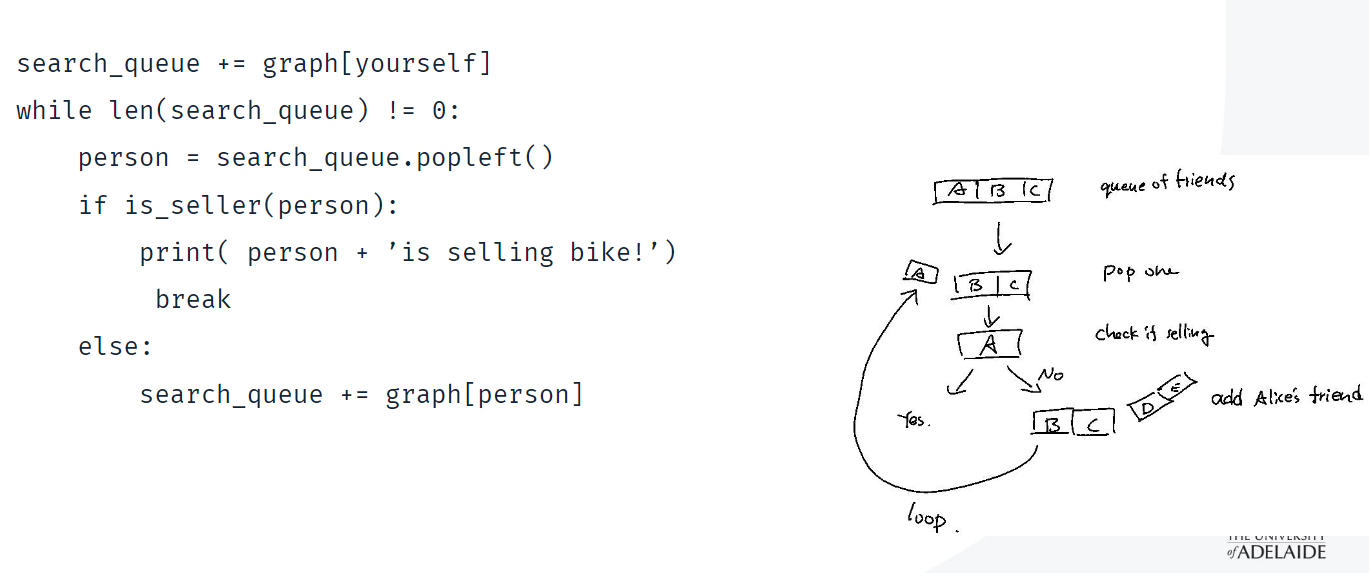 search_queue += graph[yourself]
while len(search_queue) != 0:
    person = search_queue.popleft()
    if is_seller(person):
        print( person + ’is selling bike!’)
         break
    else:
        search_queue += graph[person]
A B C queue of friends
A B C pop one
A check if selling
No
Yes. B C D E add Alice's friend
loop.
THE UNIVERSITY
of ADELAIDE